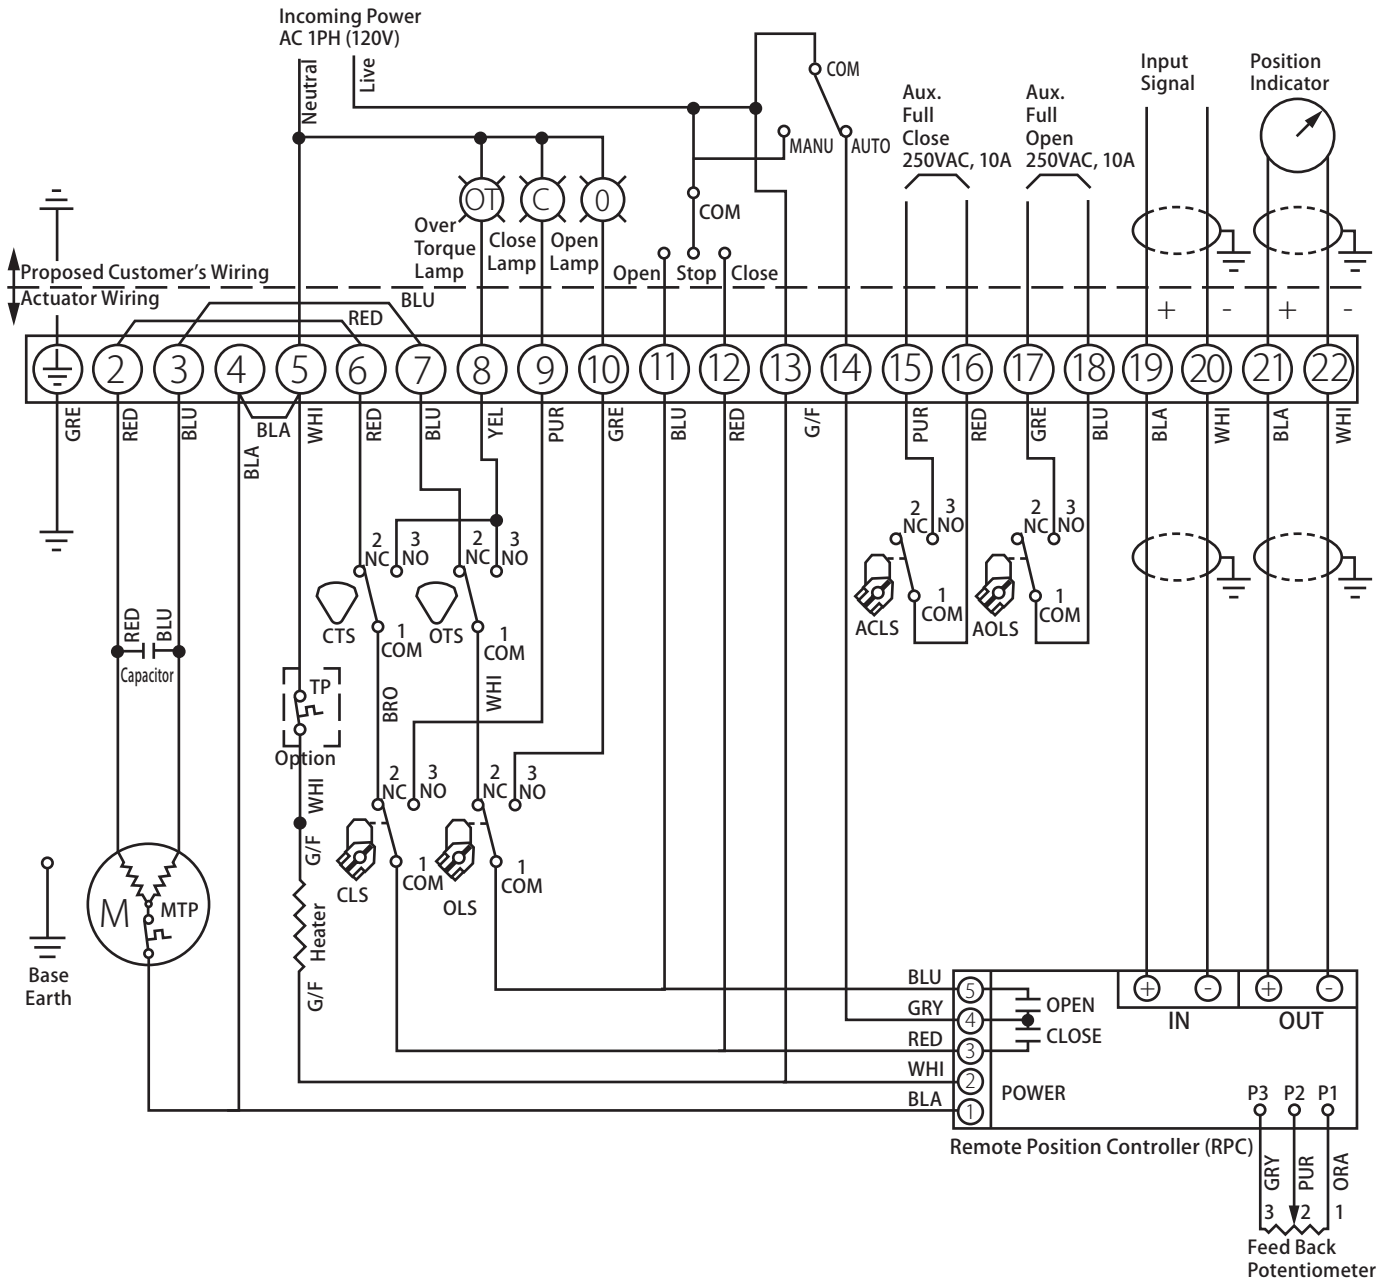 Incoming Power
AC 1PH (120V)
Neutral
Live
COM
MANU
AUTO
Aux.
Full
Close
250VAC, 10A
Aux.
Full
Open
250VAC, 10A
Input
Signal
Position
Indicator
OT
C
0
Over
Torque
Lamp
Close
Lamp
Open
Lamp
COM
Open
Stop
Close
Proposed Customer's Wiring
Actuator Wiring
BLU
RED
+
-
+
-
2
3
4
5
6
7
8
9
10
11
12
13
14
15
16
17
18
19
20
21
22
GRE
RED
BLU
BLA
BLA
WHI
RED
BLU
YEL
PUR
GRE
BLU
RED
G/F
PUR
RED
GRE
BLU
BLA
WHI
BLA
WHI
2
NC
3
NO
2
NC
3
NO
2
NC
3
NO
2
NC
3
NO
CTS
1
COM
OTS
1
COM
ACLS
1
COM
AOLS
1
COM
RED
BLU
Capacitor
TP
Option
BRO
WHI
WHI
2
NC
3
NO
2
NC
3
NO
G/F
CLS
1
COM
OLS
1
COM
M
MTP
Heater
G/F
Base
Earth
BLU
5
OPEN
GRY
4
RED
3
CLOSE
WHI
2
POWER
BLA
1
+
-
+
-
IN
OUT
P3
P2
P1
Remote Position Controller (RPC)
GRY
PUR
ORA
3
2
1
Feed Back
Potentiometer